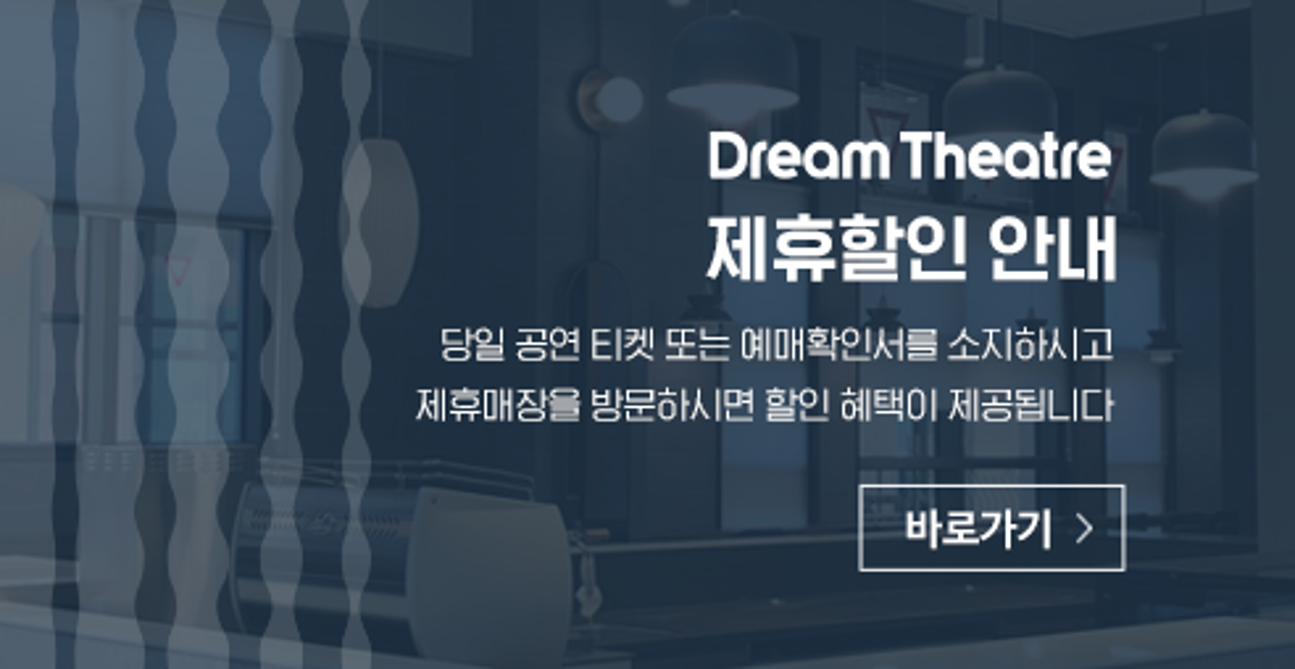 Dream Theatre
제휴할인 안내
당일 공연 티켓 또는 예매확인서를 소지하시고
제휴매장을 방문하시면 할인 혜택이 제공됩니다
바로가기 >